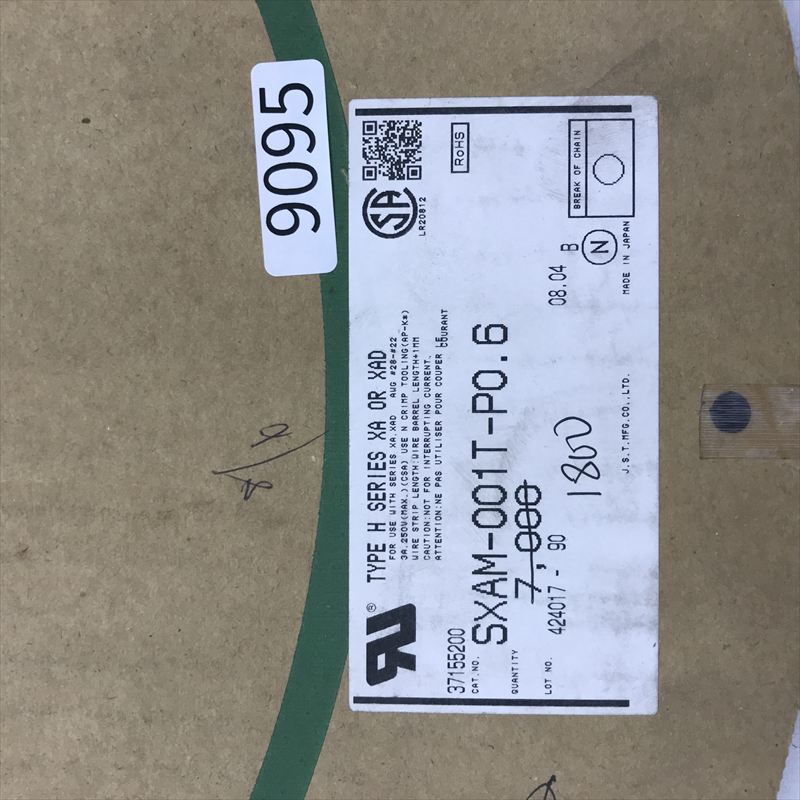 9095
TYPE H SERIES XA OR XAD
FOR USE WITH SERIES XA.XAD AWG #28-#22
3A,250V(MAX.)(CSA) USE N CRIMP TOOLING(AP-K※)
WIRE STRIP LENGTH:WIRE BARREL LENGTH+1MM
CAUTION:NOT FOR INTERRUPTING CURRENT.
ATTENTION:NE PAS UTILISER POUR COUPER LE COURANT
SA
LR20812
RoHS
37155200
CAT.NO. SXAM-001T-P0.6
QUANTITY 7,000
1800
LOT NO. 424017 - 90
08.04 B
N
BREAK OF CHAIN
J.S.T.MFG.CO.,LTD.
MADE IN JAPAN